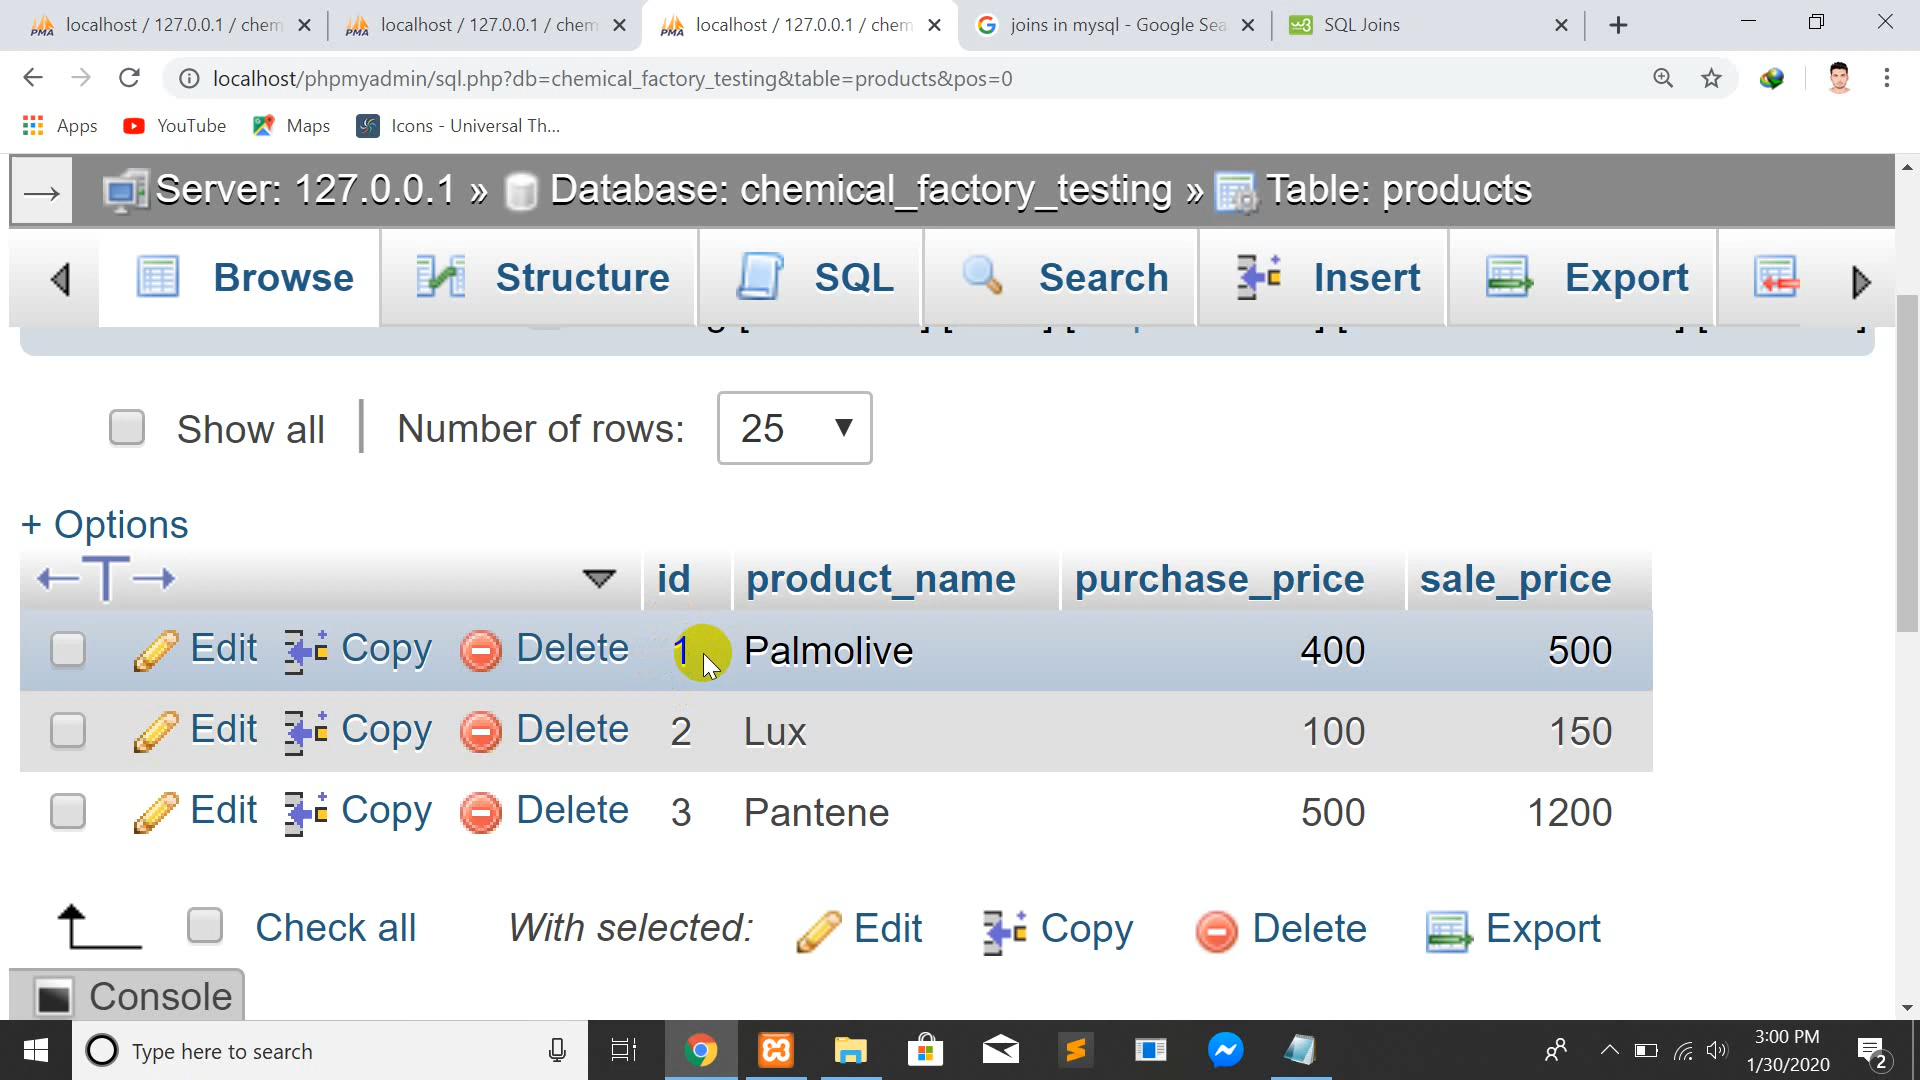 localhost / 127.0.0.1 / chem
localhost / 127.0.0.1 / chem
localhost / 127.0.0.1 / chem
joins in mysql - Google Sea
SQL Joins
localhost/phpmyadmin/sql.php?db=chemical_factory_testing&table=products&pos=0
Apps YouTube Maps Icons - Universal Th...
Server: 127.0.0.1 » Database: chemical_factory_testing » Table: products
Browse Structure SQL Search Insert Export
Show all Number of rows: 25
+ Options
id product_name purchase_price sale_price
Edit Copy Delete 1 Palmolive 400 500
Edit Copy Delete 2 Lux 100 150
Edit Copy Delete 3 Pantene 500 1200
Check all With selected: Edit Copy Delete Export
Console
Type here to search
3:00 PM
1/30/2020
2